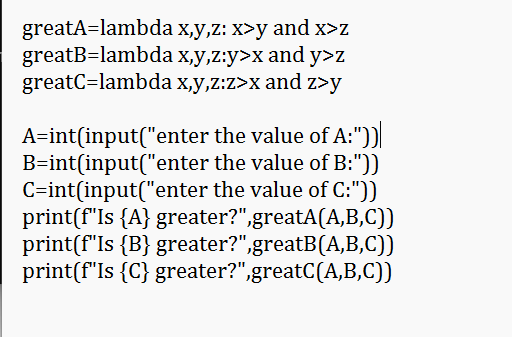 greatA=lambda x,y,z: x>y and x>z
greatB=lambda x,y,z:y>x and y>z
greatC=lambda x,y,z:z>x and z>y
A=int(input("enter the value of A:"))
B=int(input("enter the value of B:"))
C=int(input("enter the value of C:"))
print(f"Is {A} greater?",greatA(A,B,C))
print(f"Is {B} greater?",greatB(A,B,C))
print(f"Is {C} greater?",greatC(A,B,C))